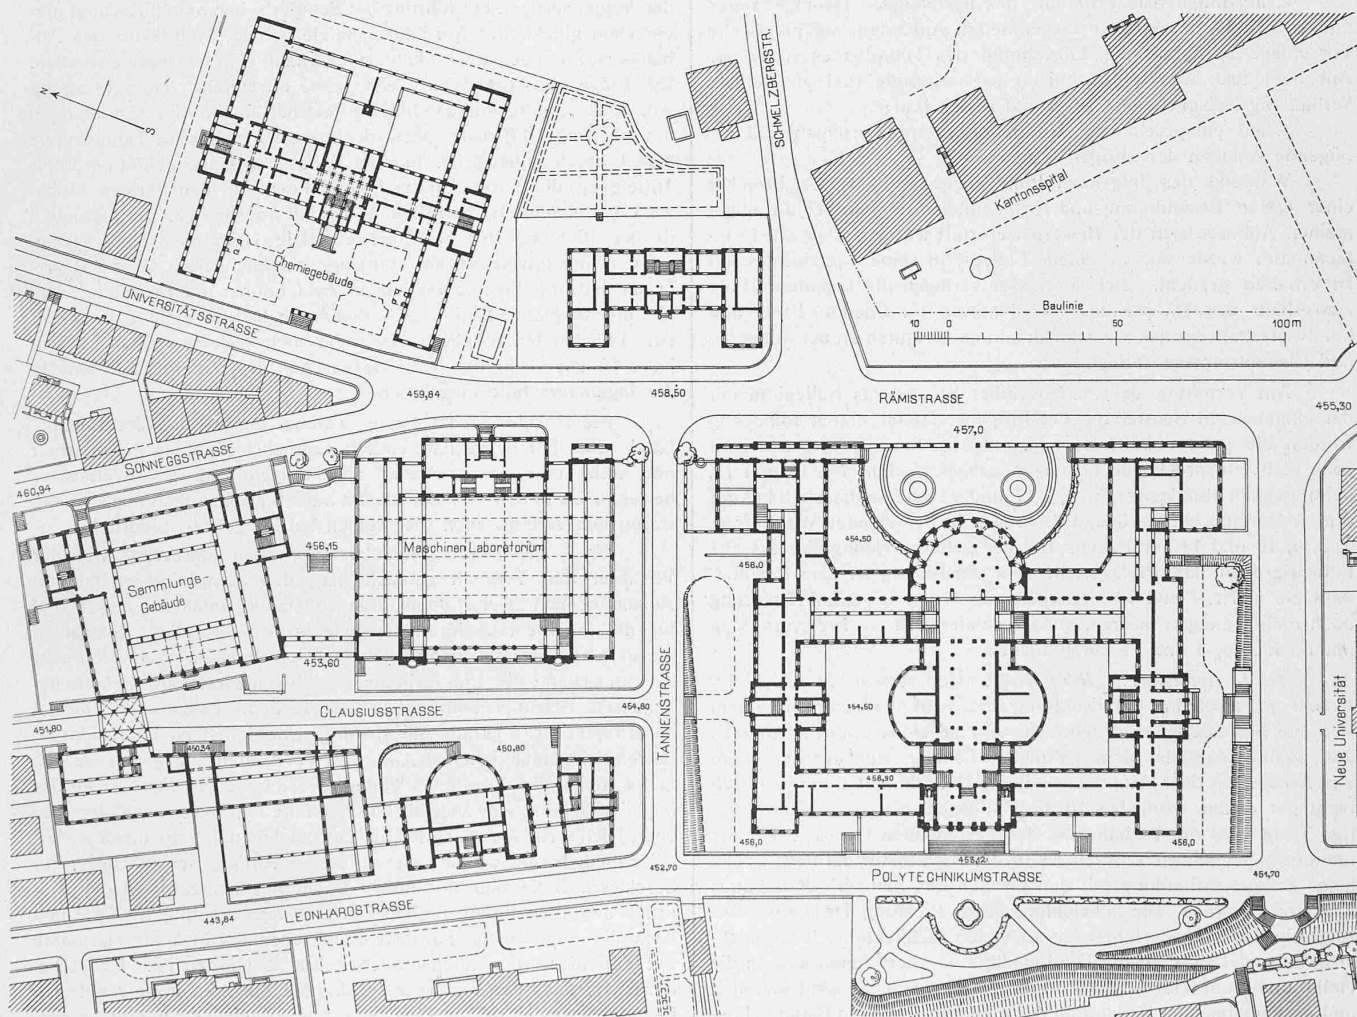 SCHMELZBERGSTR.
N
S
Kantonsspital
Chemiegebäude
UNIVERSITÄTSSTRASSE
Baulinie
10 0 50 100m
459,84
458,50
RÄMISTRASSE
455,30
457,0
SONNEGGSTRASSE
460,94
456,15
Maschinen Laboratorium
454,50
456,0
Sammlungs-
Gebäude
453,60
CLAUSIUSSTRASSE
454,80
TANNENSTRASSE
454,50
451,80
450,34
450,80
458,90
Neue Universität
456,0
453,12
456,0
452,70
POLYTECHNIKUMSTRASSE
451,70
443,84
LEONHARDSTRASSE